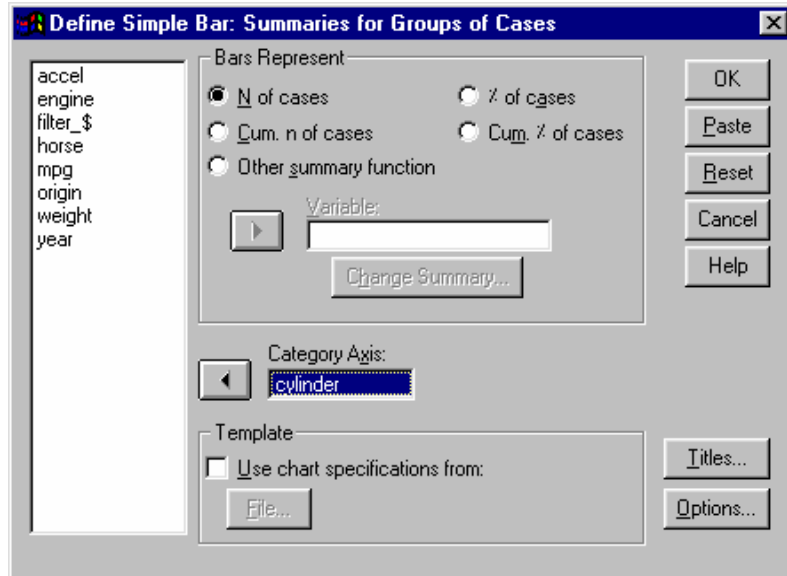 Define Simple Bar: Summaries for Groups of Cases
accel
engine
filter_$
horse
mpg
origin
weight
year
Bars Represent
N of cases
% of cases
Cum. n of cases
Cum. % of cases
Other summary function
Variable:
Change Summary...
Category Axis:
cylinder
Template
Use chart specifications from:
File...
OK
Paste
Reset
Cancel
Help
Titles...
Options...